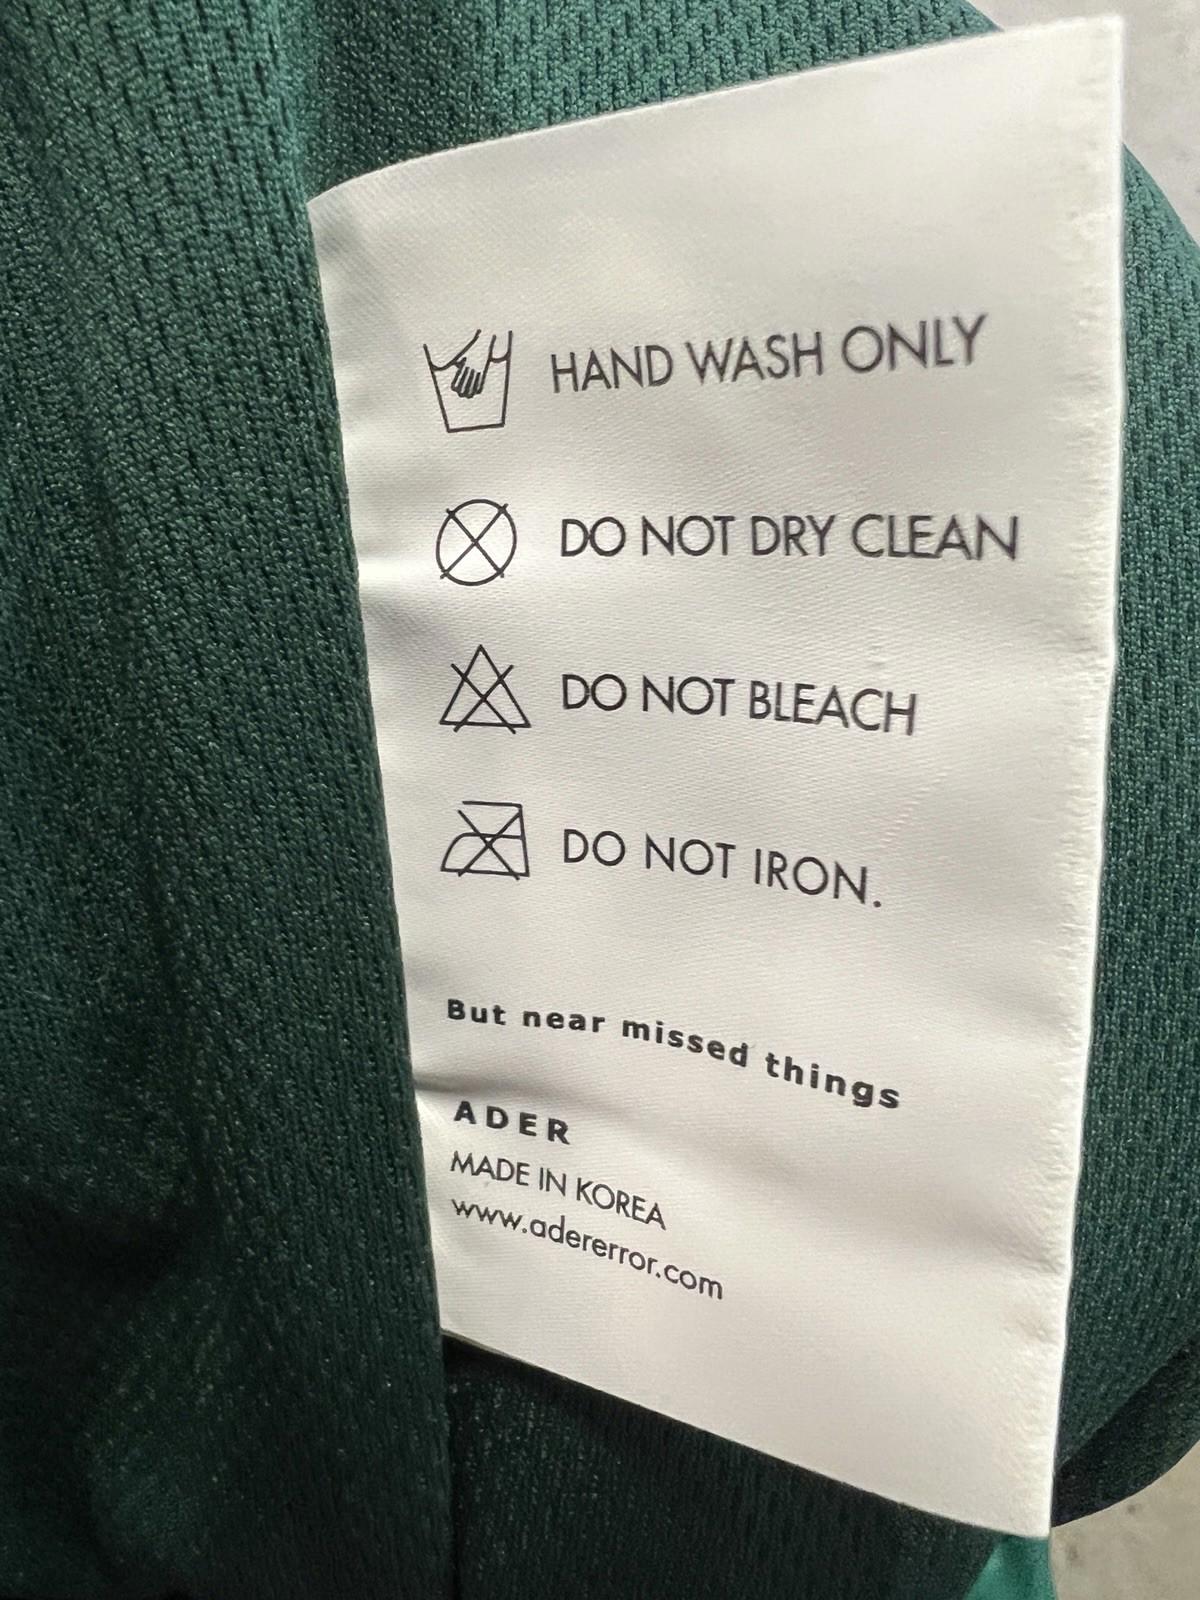 HAND WASH ONLY
DO NOT DRY CLEAN
DO NOT BLEACH
DO NOT IRON.
But near missed things
ADER
MADE IN KOREA
www.adererror.com